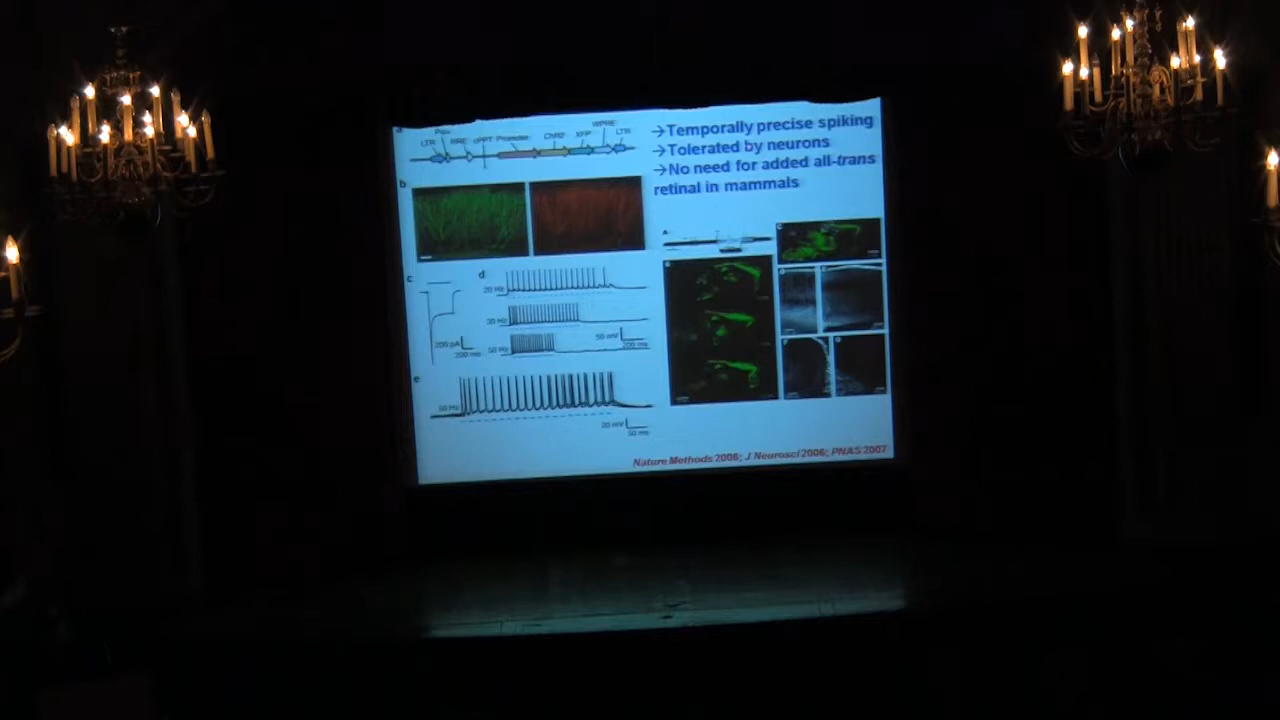 LTR
RRE
cPPT
Promoter
ChR2
XFP
WPRE
LTR
→Temporally precise spiking
→Tolerated by neurons
→No need for added all-trans
retinal in mammals
b
c
200 pA
200 ms
d
20 Hz
30 Hz
50 Hz
50 mV
200 ms
e
50 Hz
20 mV
50 ms
Nature Methods 2006; J Neurosci 2006; PNAS 2007